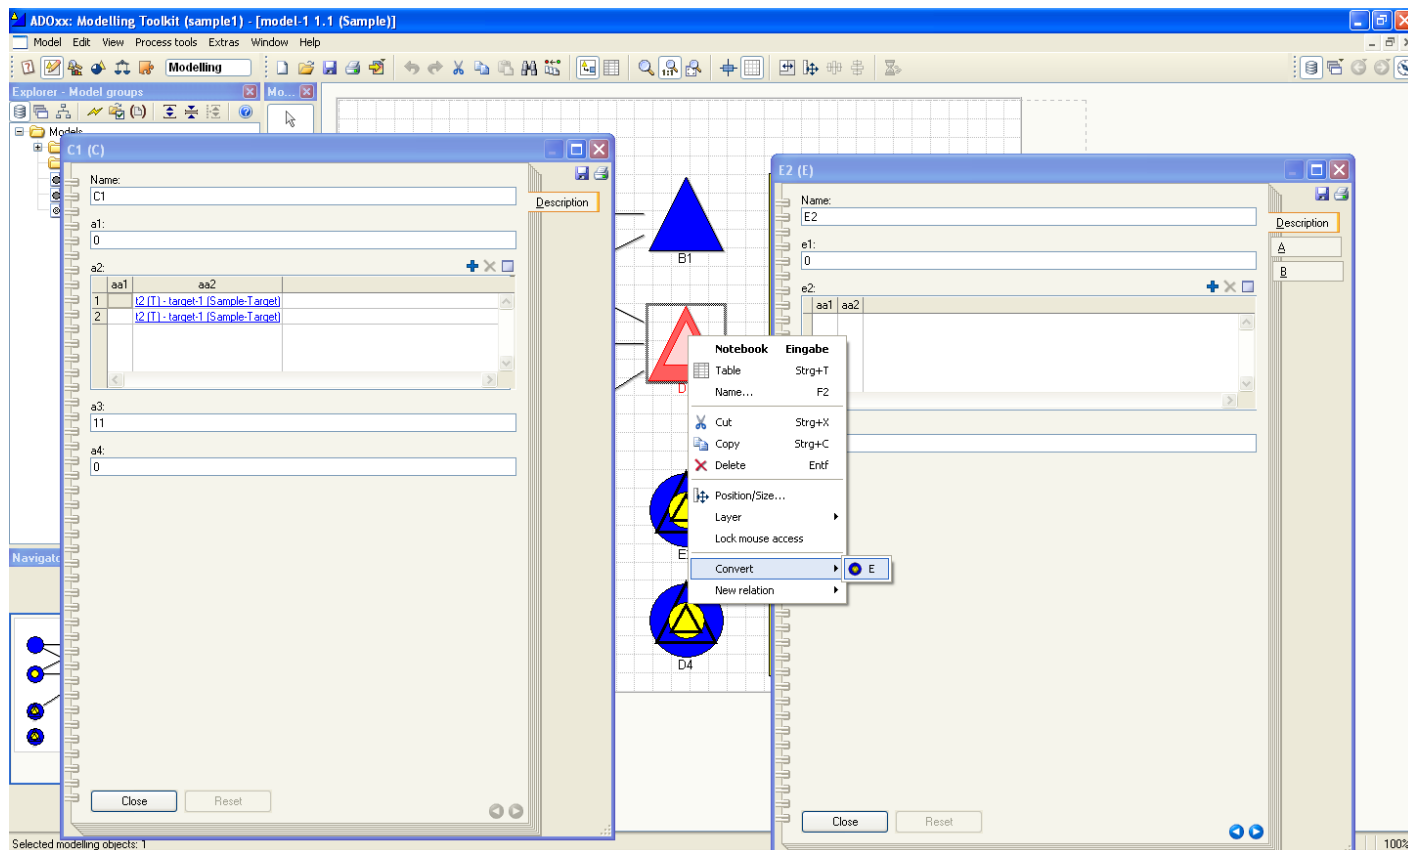 ADOxx: Modelling Toolkit (sample1) - [model-1 1.1 (Sample)]
Model Edit View Process tools Extras Window Help
Modelling
Explorer - Model groups
Mo...
Models
C1 (C)
Name:
C1
Description
a1:
0
a2:
aa1 aa2
1 t2 (T) - target-1 (Sample-Target)
2 t2 (T) - target-1 (Sample-Target)
a3:
11
a4:
0
Close Reset
B1
D
Notebook Eingabe
Table Strg+T
Name... F2
Cut Strg+X
Copy Strg+C
Delete Entf
Position/Size...
Layer
Lock mouse access
Convert
E
New relation
D4
E2 (E)
Name:
E2
Description
A
B
e1:
0
e2:
aa1 aa2
Close Reset
Selected modelling objects: 1
100%